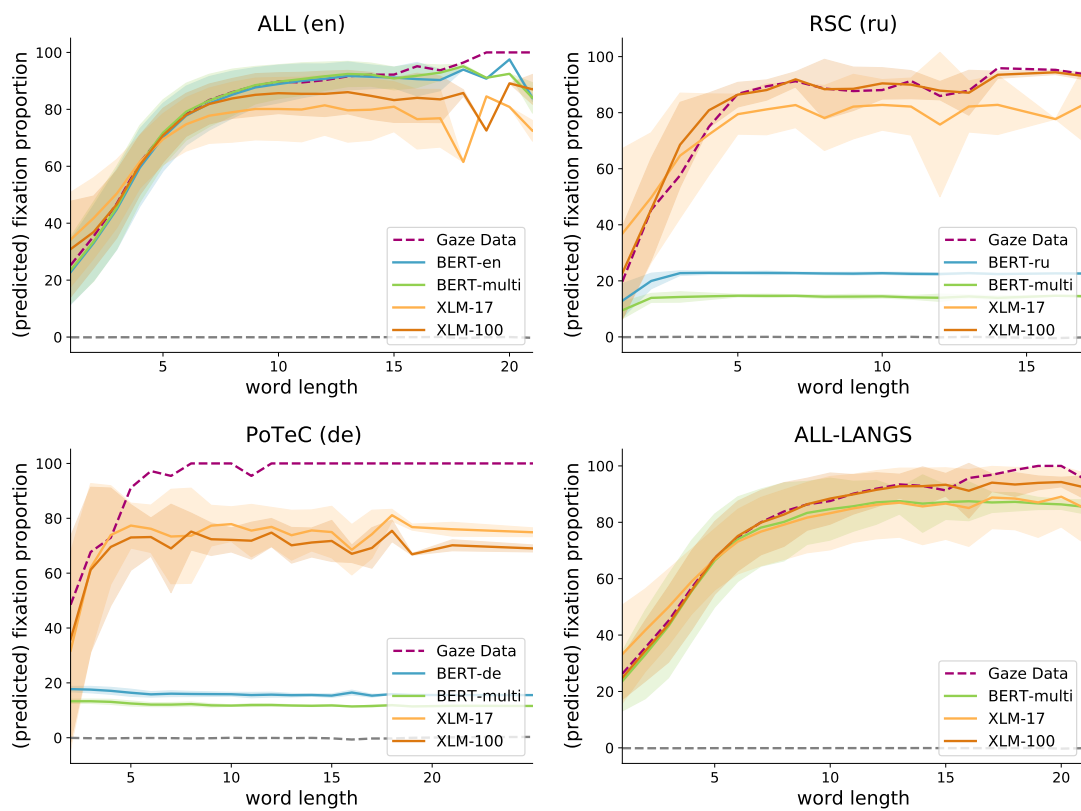 ALL (en)
(predicted) fixation proportion
100
80
60
40
20
0
5
10
15
20
word length
Gaze Data
BERT-en
BERT-multi
XLM-17
XLM-100
RSC (ru)
(predicted) fixation proportion
100
80
60
40
20
0
5
10
15
word length
Gaze Data
BERT-ru
BERT-multi
XLM-17
XLM-100
PoTeC (de)
(predicted) fixation proportion
100
80
60
40
20
0
5
10
15
20
word length
Gaze Data
BERT-de
BERT-multi
XLM-17
XLM-100
ALL-LANGS
(predicted) fixation proportion
100
80
60
40
20
0
5
10
15
20
word length
Gaze Data
BERT-multi
XLM-17
XLM-100